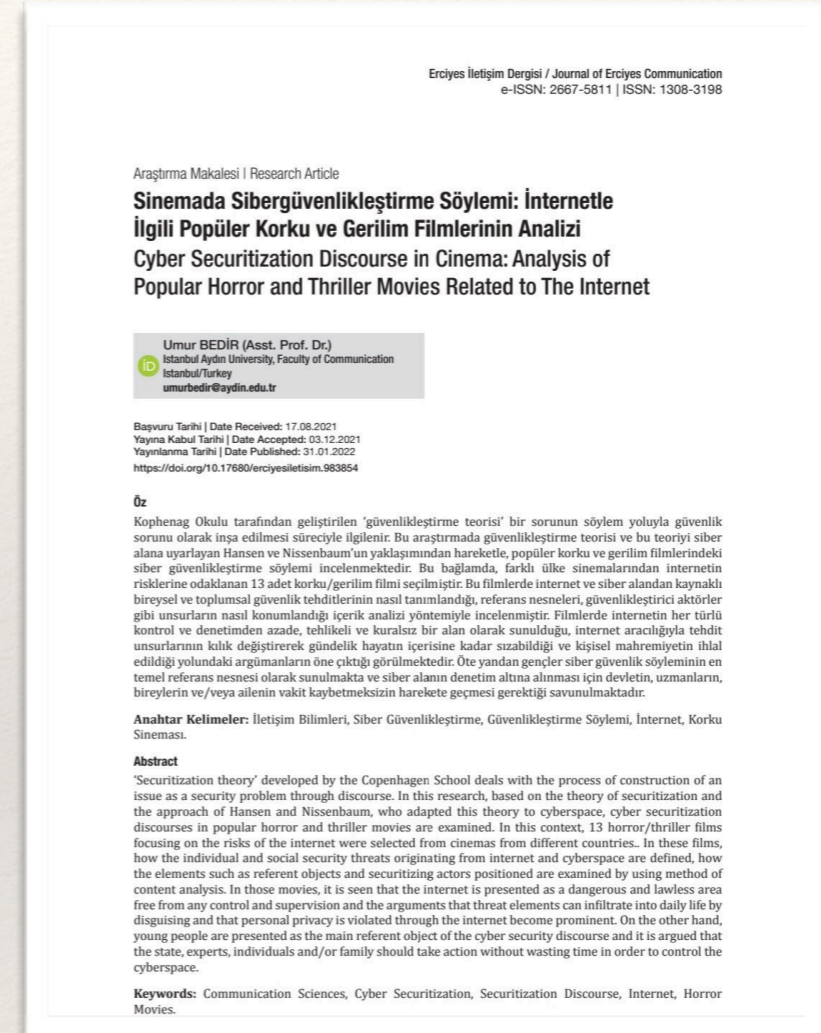 Erciyes İletişim Dergisi / Journal of Erciyes Communication
e-ISSN: 2667-5811 | ISSN: 1308-3198
Araştırma Makalesi | Research Article
Sinemada Sibergüvenlikleştirme Söylemi: İnternetle
İlgili Popüler Korku ve Gerilim Filmlerinin Analizi
Cyber Securitization Discourse in Cinema: Analysis of
Popular Horror and Thriller Movies Related to The Internet
iD
Umur BEDİR (Asst. Prof. Dr.)
Istanbul Aydın University, Faculty of Communication
Istanbul/Turkey
umurbedir@aydin.edu.tr
Başvuru Tarihi | Date Received: 17.08.2021
Yayına Kabul Tarihi | Date Accepted: 03.12.2021
Yayınlanma Tarihi | Date Published: 31.01.2022
https://doi.org/10.17680/erciyesiletisim.983854
Öz
Kophenag Okulu tarafından geliştirilen ‘güvenlikleştirme teorisi’ bir sorunun söylem yoluyla güvenlik
sorunu olarak inşa edilmesi süreciyle ilgilenir. Bu araştırmada güvenlikleştirme teorisi ve bu teoriyi siber
alana uyarlayan Hansen ve Nissenbaum’un yaklaşımından hareketle, popüler korku ve gerilim filmlerindeki
siber güvenlikleştirme söylemi incelenmektedir. Bu bağlamda, farklı ülke sinemalarından internetin
risklerine odaklanan 13 adet korku/gerilim filmi seçilmiştir. Bu filmlerde internet ve siber alandan kaynaklı
bireysel ve toplumsal güvenlik tehditlerinin nasıl tanımlandığı, referans nesneleri, güvenlikleştirici aktörler
gibi unsurların nasıl konumlandığı içerik analizi yöntemiyle incelenmiştir. Filmlerde internetin her türlü
kontrol ve denetimden azade, tehlikeli ve kuralsız bir alan olarak sunulduğu, internet aracılığıyla tehdit
unsurlarının kılık değiştirerek gündelik hayatın içerisine kadar sızabildiği ve kişisel mahremiyetin ihlal
edildiği yolundaki argümanların öne çıktığı görülmektedir. Öte yandan gençler siber güvenlik söyleminin en
temel referans nesnesi olarak sunulmakta ve siber alanın denetim altına alınması için devletin, uzmanların,
bireylerin ve/veya ailenin vakit kaybetmeksizin harekete geçmesi gerektiği savunulmaktadır.
Anahtar Kelimeler: İletişim Bilimleri, Siber Güvenlikleştirme, Güvenlikleştirme Söylemi, İnternet, Korku
Sineması.
Abstract
‘Securitization theory’ developed by the Copenhagen School deals with the process of construction of an
issue as a security problem through discourse. In this research, based on the theory of securitization and
the approach of Hansen and Nissenbaum, who adapted this theory to cyberspace, cyber securitization
discourses in popular horror and thriller movies are examined. In this context, 13 horror/thriller films
focusing on the risks of the internet were selected from cinemas from different countries.. In these films,
how the individual and social security threats originating from internet and cyberspace are defined, how
the elements such as referent objects and securitizing actors positioned are examined by using method of
content analysis. In those movies, it is seen that the internet is presented as a dangerous and lawless area
free from any control and supervision and the arguments that threat elements can infiltrate into daily life by
disguising and that personal privacy is violated through the internet become prominent. On the other hand,
young people are presented as the main referent object of the cyber security discourse and it is argued that
the state, experts, individuals and/or family should take action without wasting time in order to control the
cyberspace.
Keywords: Communication Sciences, Cyber Securitization, Securitization Discourse, Internet, Horror
Movies.